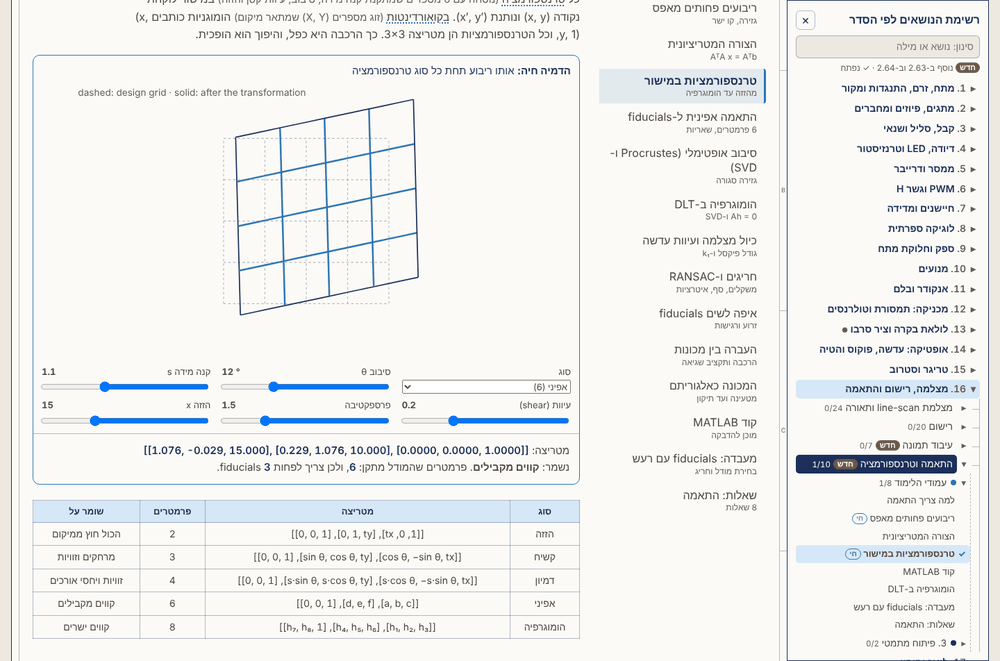 רשימת הנושאים לפי הסדר
×
סינון: נושא או מילה
חדש נוסף ב-2.63 וב-2.64 · ✓ נפתח
1. מתח, זרם, התנגדות ומקור
2. מתגים, פיוזים ומחברים
3. קבל, סליל ושנאי
4. דיודה, LED וטרנזיסטור
5. ממסר ודרייבר
6. PWM וגשר H
7. חיישנים ומדידה
8. לוגיקה ספרתית
9. ספק וחלוקת מתח
10. מנועים
11. אנקודר ובלם
12. מכניקה: תמסורת וטולרנסים
13. לולאת בקרה וציר סרבו
14. אופטיקה: עדשה, פוקוס והטיה
15. טריגר וסטרוב
16. מצלמה, רישום והתאמה
מצלמת line-scan ותאורה 0/24
רישום 0/20
עיבוד תמונה חדש 0/7
התאמה וטרנספורמציה חדש 1/10
עמודי הלימוד 1/8
למה צריך התאמה
ריבועים פחותים מאפס חי
הצורה המטריציונית
✓ טרנספורמציות במישור חי
קוד MATLAB
הומוגרפיה ב-DLT
מעבדה: fiducials עם רעש
שאלות: התאמה
3. פיתוח מתמטי 0/2
B
C
ריבועים פחותים מאפס
גזירה, קו ישר
הצורה המטריציונית
AᵀA x = Aᵀb
טרנספורמציות במישור
מהזזה עד הומוגרפיה
התאמה אפינית ל-fiducials
6 פרמטרים, שאריות
סיבוב אופטימלי (Procrustes ו-SVD)
גזירה סגורה
הומוגרפיה ב-DLT
Ah = 0 ו-SVD
כיול מצלמה ועיוות עדשה
גודל פיקסל ו-k₁
חריגים ו-RANSAC
משקלים, סף, איטרציות
איפה לשים fiducials
זרוע ורגישות
העברה בין מכונות
הרכבה ותקציב שגיאה
המכונה כאלגוריתם
מטעינה ועד תיקון
קוד MATLAB
מוכן להדבקה
מעבדה: fiducials עם רעש
בחירת מודל וחריג
שאלות: התאמה
8 שאלות
נקודה (x, y) ונותנת (x′, y′). בקואורדינטות הומוגניות (זוג מספרים (X, Y) שמתאר מיקום) כותבים (x,
y, 1), וכל הטרנספורמציות הן מטריצה 3×3. כך הרכבה היא כפל, והיפוך הוא הופכית.
הדמיה חיה: אותו ריבוע תחת כל סוג טרנספורמציה
dashed: design grid · solid: after the transformation
סוג
אפיני (6)
סיבוב θ
12 °
קנה מידה s
1.1
עיוות (shear)
0.2
פרספקטיבה
1.5
הזזה x
15
מטריצה: [[1.076, -0.029, 15.000], [0.229, 1.076, 10.000], [0.0000, 0.0000, 1.0000]]
נשמר: קווים מקבילים. פרמטרים שהמודל מתקן: 6, ולכן צריך לפחות 3 fiducials.
סוג מטריצה פרמטרים שומר על
הזזה [[1, 0, tx], [0, 1, ty], [0, 0, 1]] 2 הכול חוץ ממיקום
קשיח [[cos θ, −sin θ, tx], [sin θ, cos θ, ty], [0, 0, 1]] 3 מרחקים וזוויות
דמיון [[s·cos θ, −s·sin θ, tx], [s·sin θ, s·cos θ, ty], [0, 0, 1]] 4 זוויות ויחסי אורכים
אפיני [[a, b, c], [d, e, f], [0, 0, 1]] 6 קווים מקבילים
הומוגרפיה [[h₁, h₂, h₃], [h₄, h₅, h₆], [h₇, h₈, 1]] 8 קווים ישרים